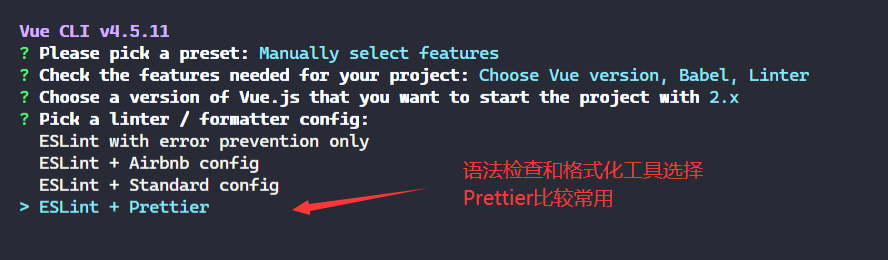 Vue CLI v4.5.11
? Please pick a preset: Manually select features
? Check the features needed for your project: Choose Vue version, Babel, Linter
? Choose a version of Vue.js that you want to start the project with 2.x
? Pick a linter / formatter config:
ESLint with error prevention only
ESLint + Airbnb config
ESLint + Standard config
> ESLint + Prettier
语法检查和格式化工具选择
Prettier比较常用